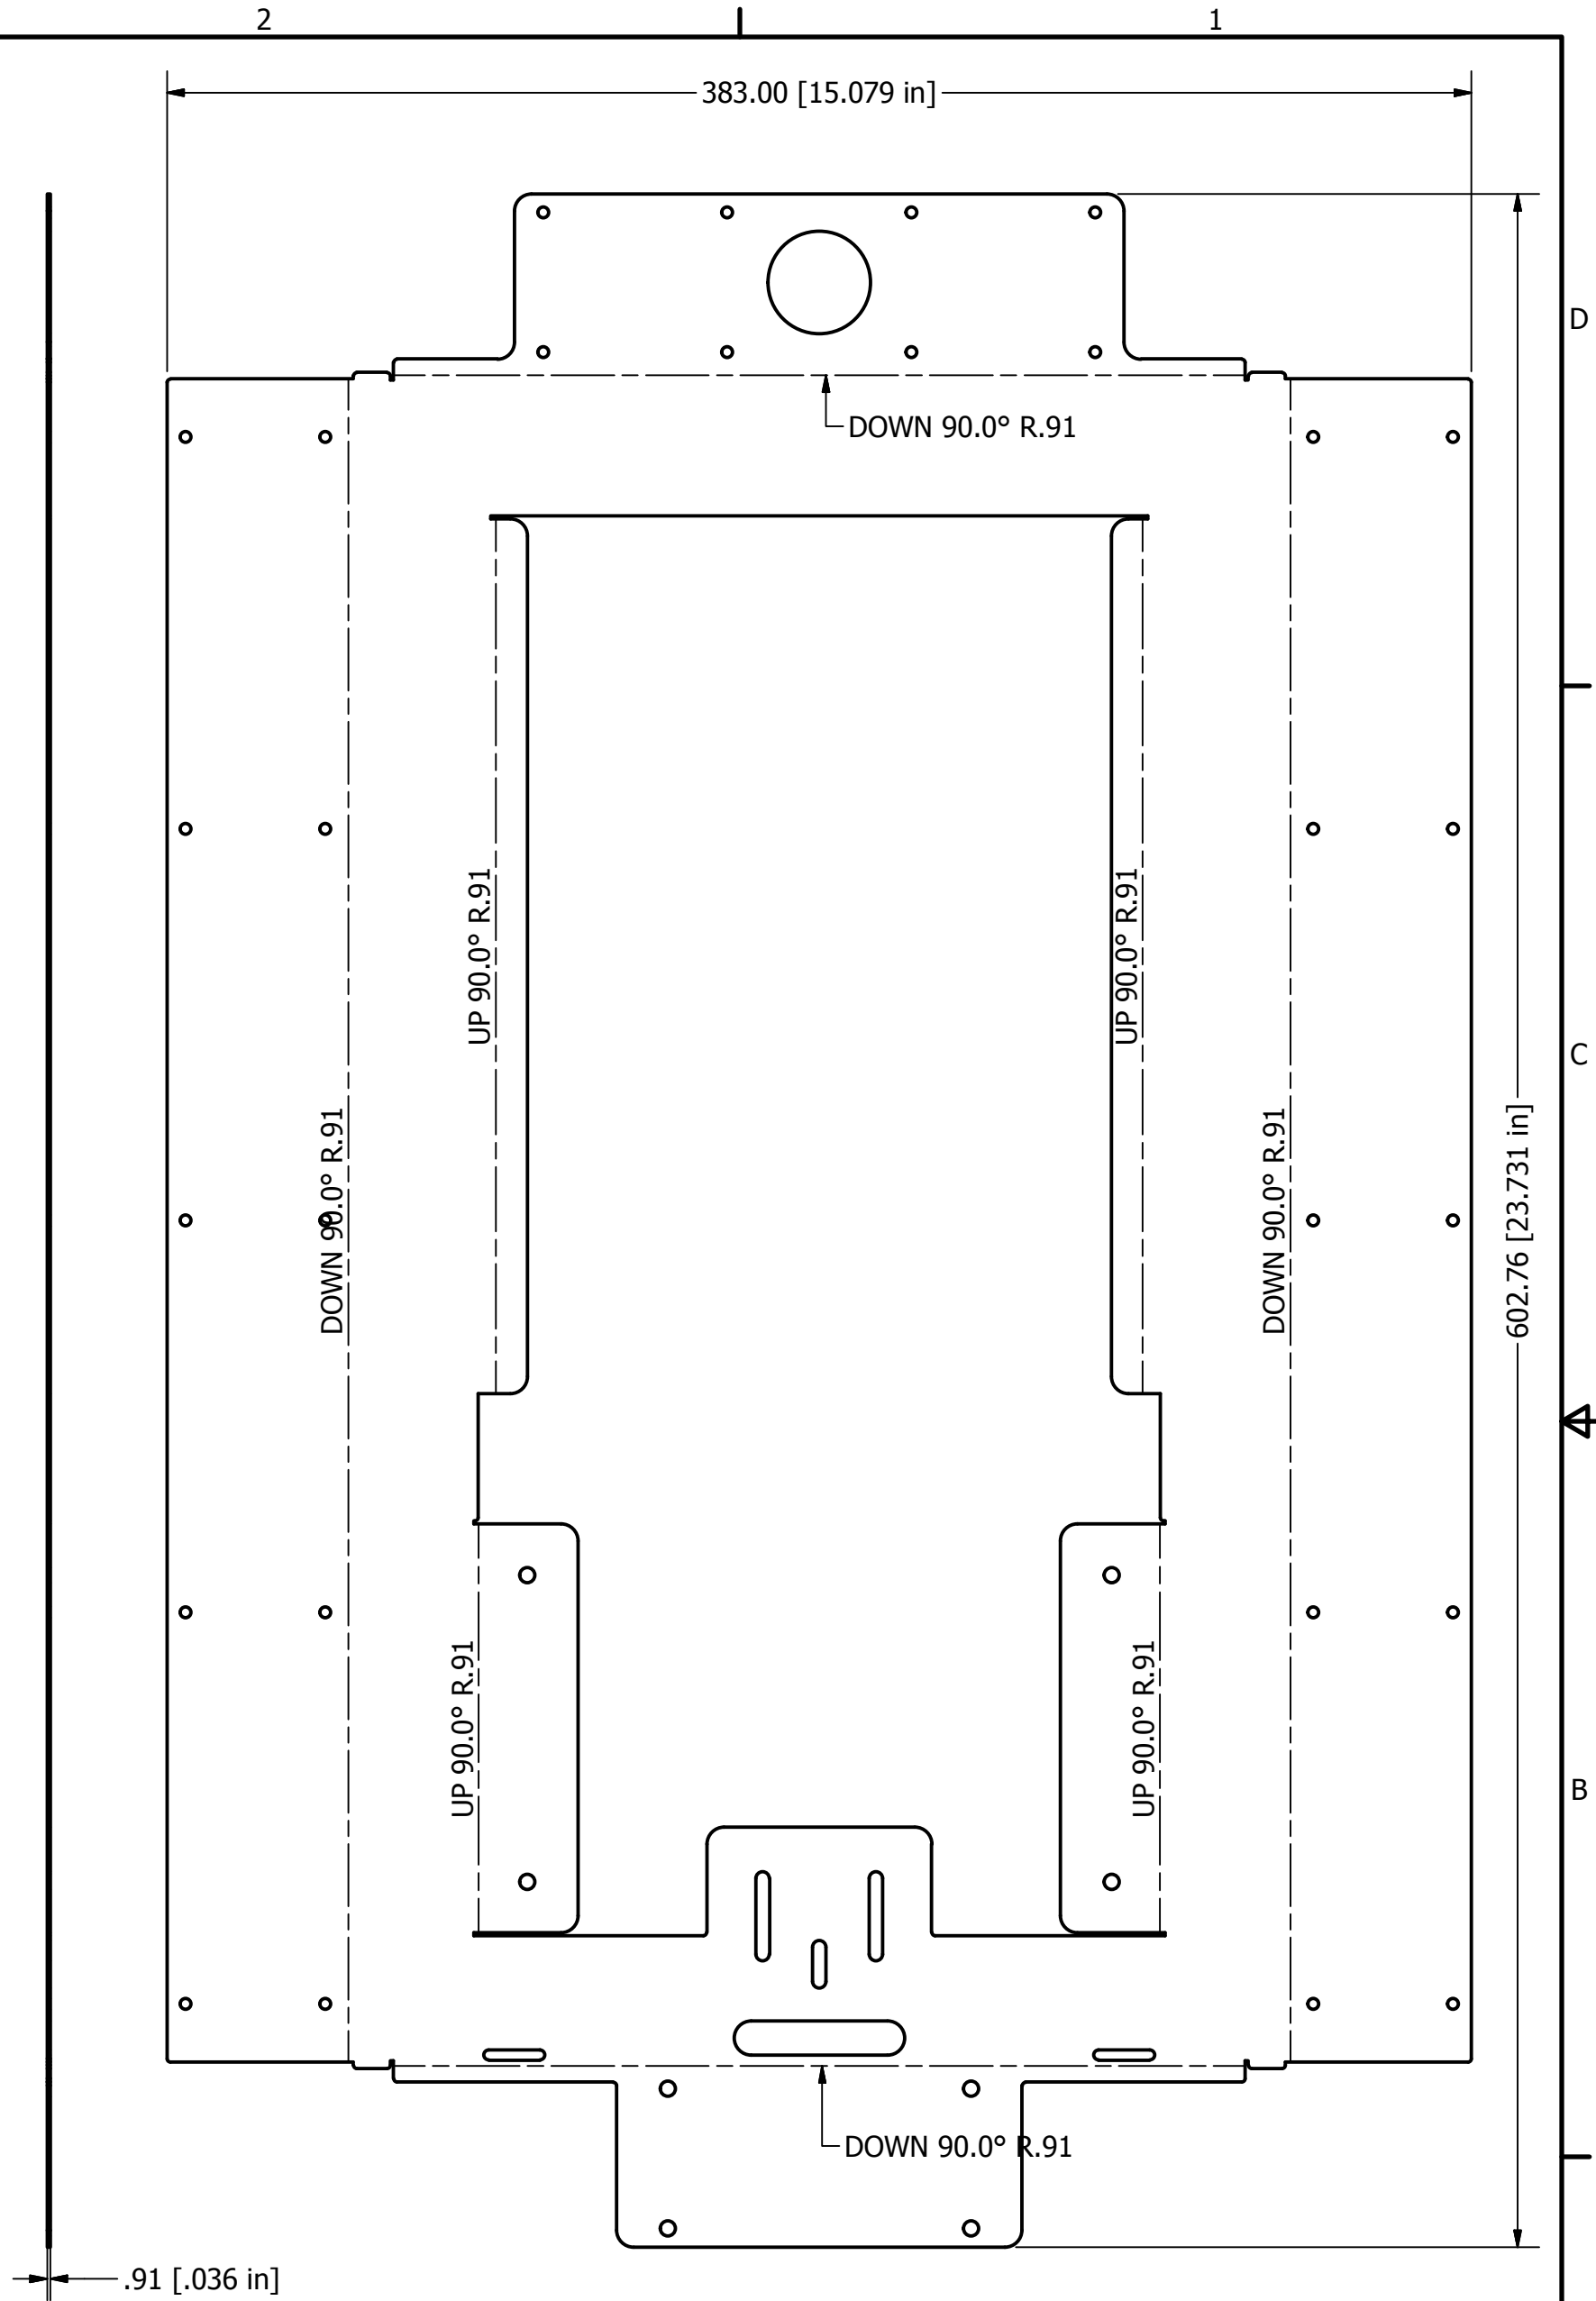 2
1
383.00 [15.079 in]
D
DOWN 90.0° R.91
UP 90.0° R.91
UP 90.0° R.91
C
DOWN 90.0° R.91
DOWN 90.0° R.91
602.76 [23.731 in]
UP 90.0° R.91
UP 90.0° R.91
B
DOWN 90.0° R.91
.91 [.036 in]